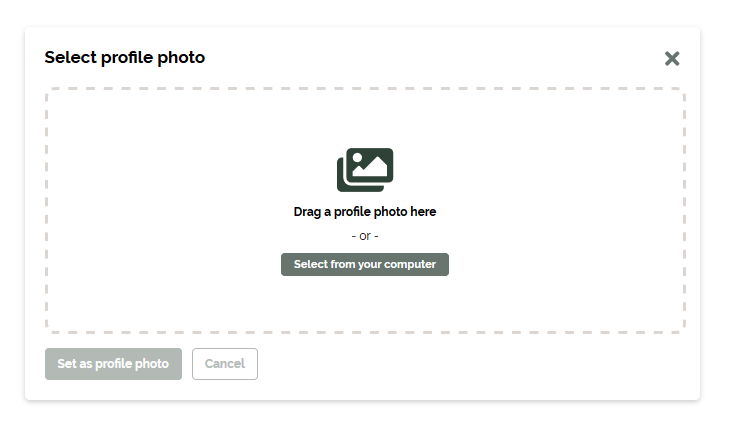 Select profile photo
Drag a profile photo here
- or -
Select from your computer
Set as profile photo
Cancel